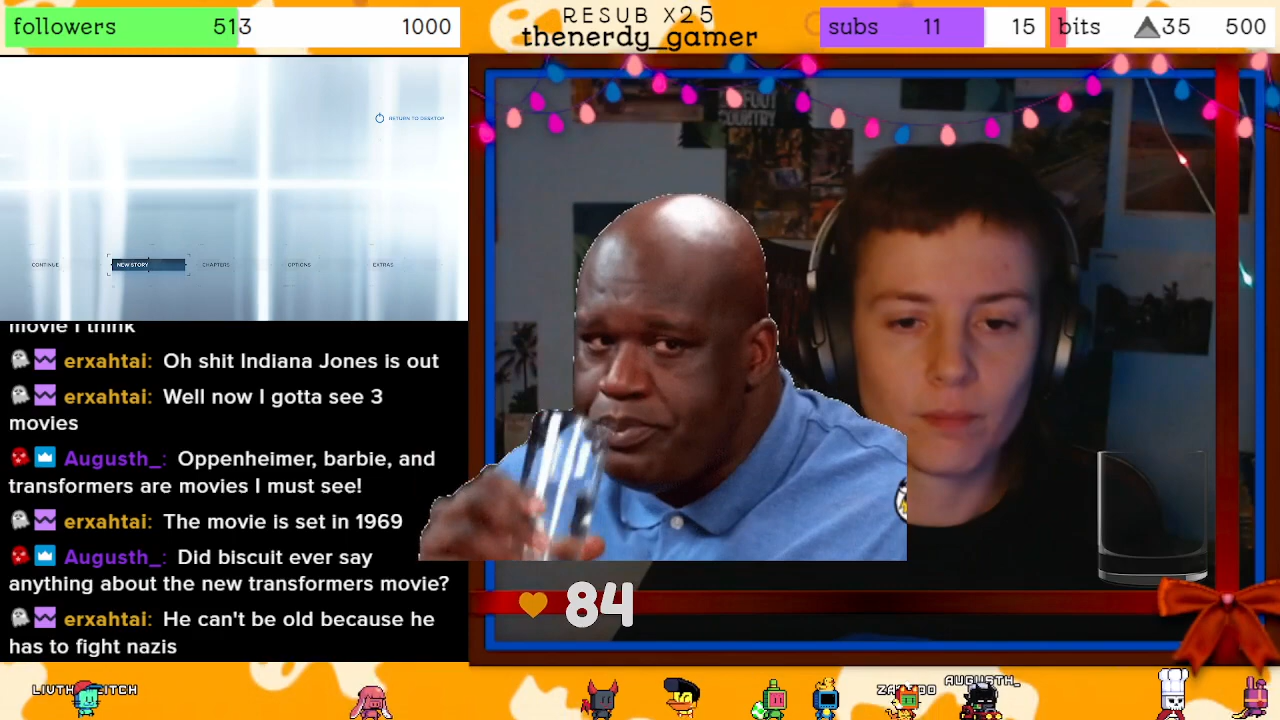 followers 513 1000
RESUB X25
thenerdy_gamer
subs 11 15
bits 35 500
RETURN TO DESKTOP
CONTINUE
NEW STORY
CHAPTERS
OPTIONS
EXTRAS
movie I think
erxahtai: Oh shit Indiana Jones is out
erxahtai: Well now I gotta see 3
movies
Augusth_: Oppenheimer, barbie, and
transformers are movies I must see!
erxahtai: The movie is set in 1969
Augusth_: Did biscuit ever say
anything about the new transformers movie?
erxahtai: He can't be old because he
has to fight nazis
COUNTRY
84
AUGUSTH_